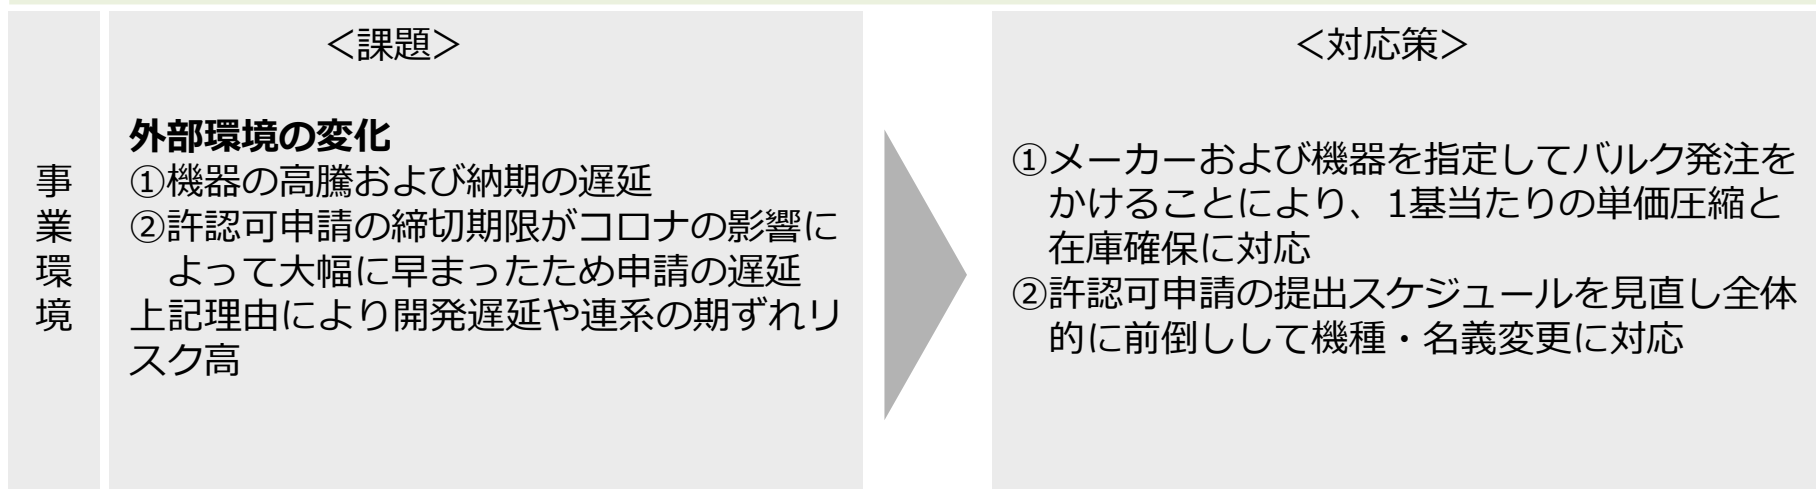 事業環境
＜課題＞
外部環境の変化
①機器の高騰および納期の遅延
②許認可申請の締切期限がコロナの影響に
よって大幅に早まったため申請の遅延
上記理由により開発遅延や連系の期ずれリ
スク高
＜対応策＞
①メーカーおよび機器を指定してバルク発注を
かけることにより、1基当たりの単価圧縮と
在庫確保に対応
②許認可申請の提出スケジュールを見直し全体
的に前倒しして機種・名義変更に対応